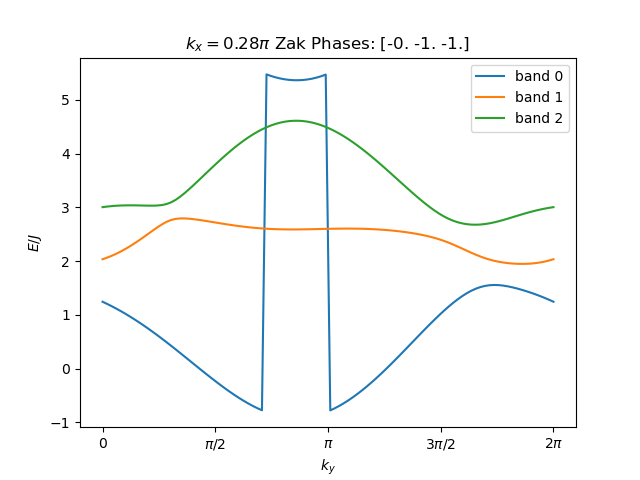 k_x = 0.28π Zak Phases: [-0. -1. -1.]
band 0
band 1
band 2
E/J
5
4
3
2
1
0
−1
0
π/2
π
3π/2
2π
k_y